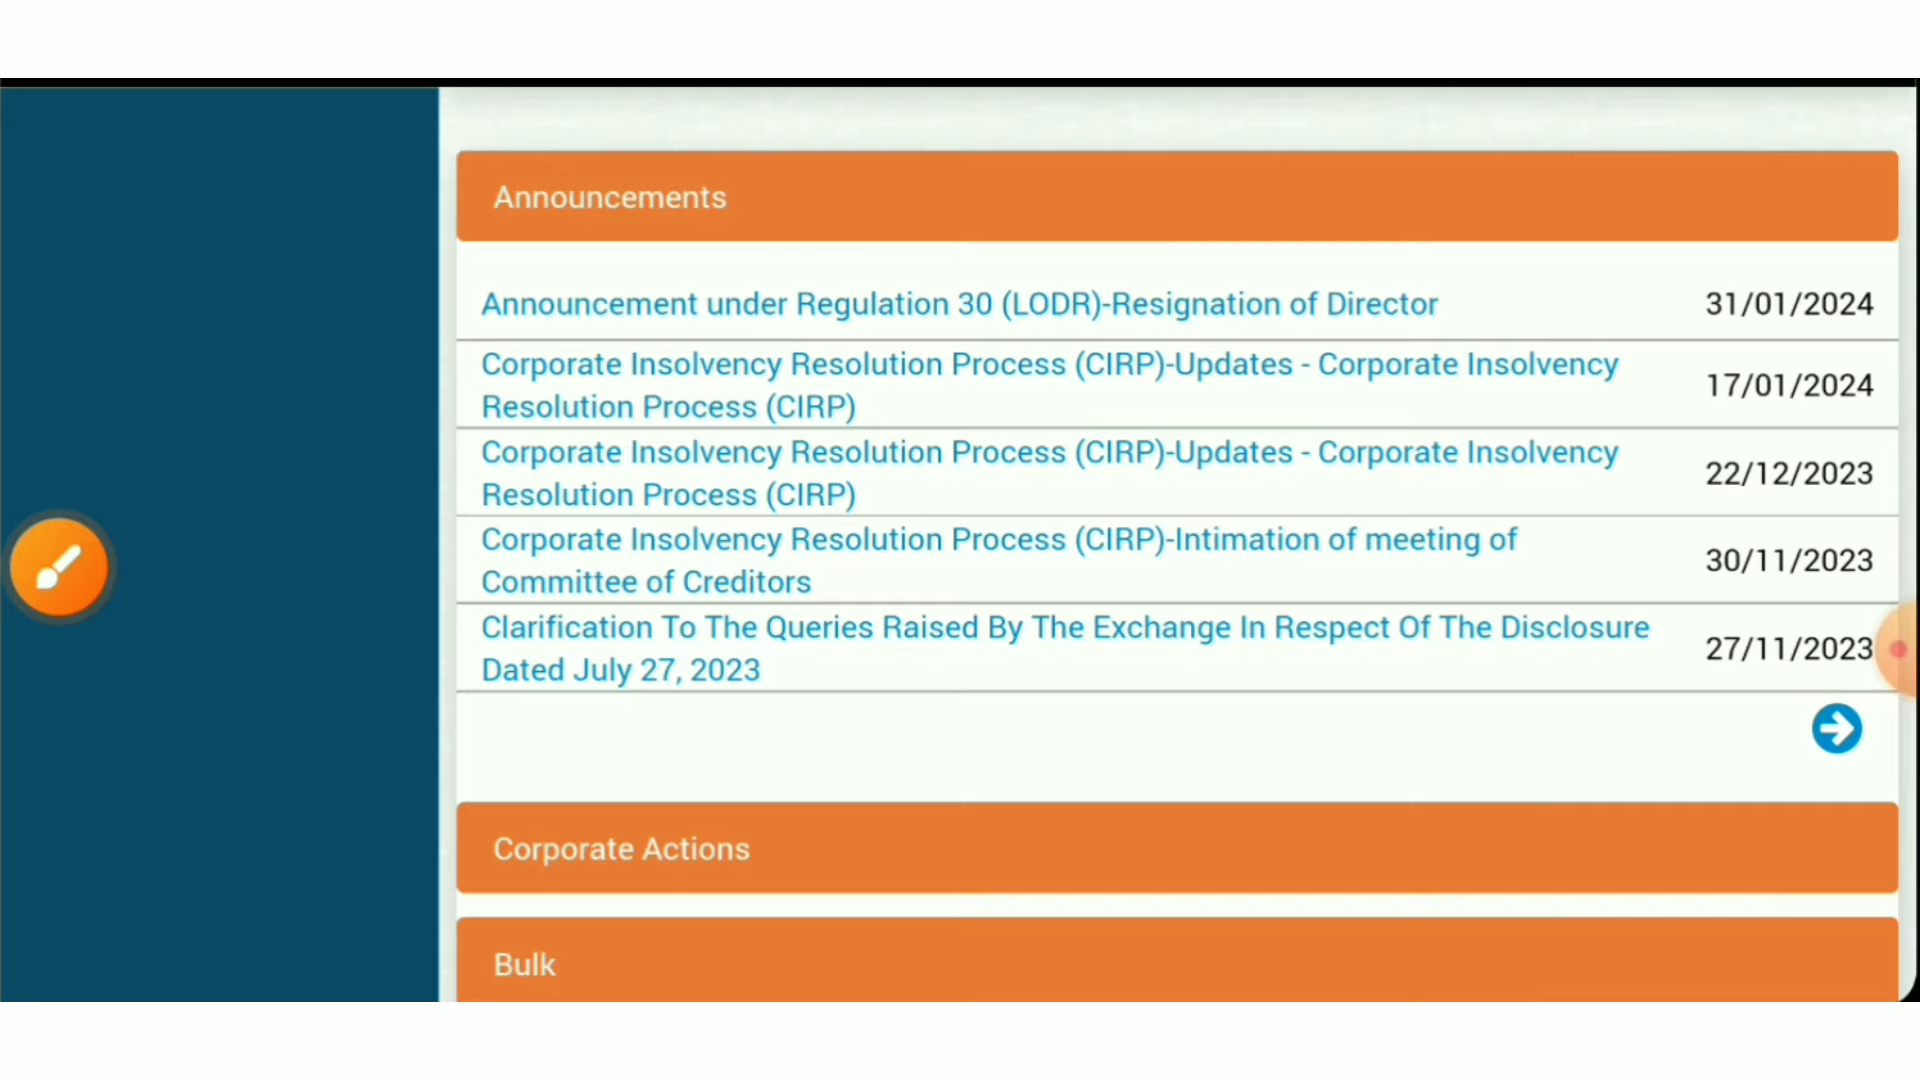 Announcements
Announcement under Regulation 30 (LODR)-Resignation of Director 31/01/2024
Corporate Insolvency Resolution Process (CIRP)-Updates - Corporate Insolvency
Resolution Process (CIRP) 17/01/2024
Corporate Insolvency Resolution Process (CIRP)-Updates - Corporate Insolvency
Resolution Process (CIRP) 22/12/2023
Corporate Insolvency Resolution Process (CIRP)-Intimation of meeting of
Committee of Creditors 30/11/2023
Clarification To The Queries Raised By The Exchange In Respect Of The Disclosure
Dated July 27, 2023 27/11/2023
Corporate Actions
Bulk